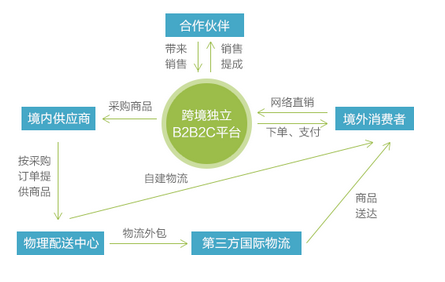 合作伙伴
带来
销售
销售
提成
采购商品
网络直销
境内供应商
跨境独立
B2B2C平台
境外消费者
下单、支付
按采购
订单提
供商品
自建物流
商品
送达
物流外包
物理配送中心
第三方国际物流